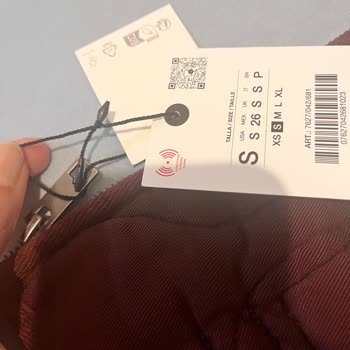 TALLA / SIZE / TAILLE
USA MEX UK IT BR
S S 26 S S P
XS S M L XL
ART.: 7627/042/681
07627042681023